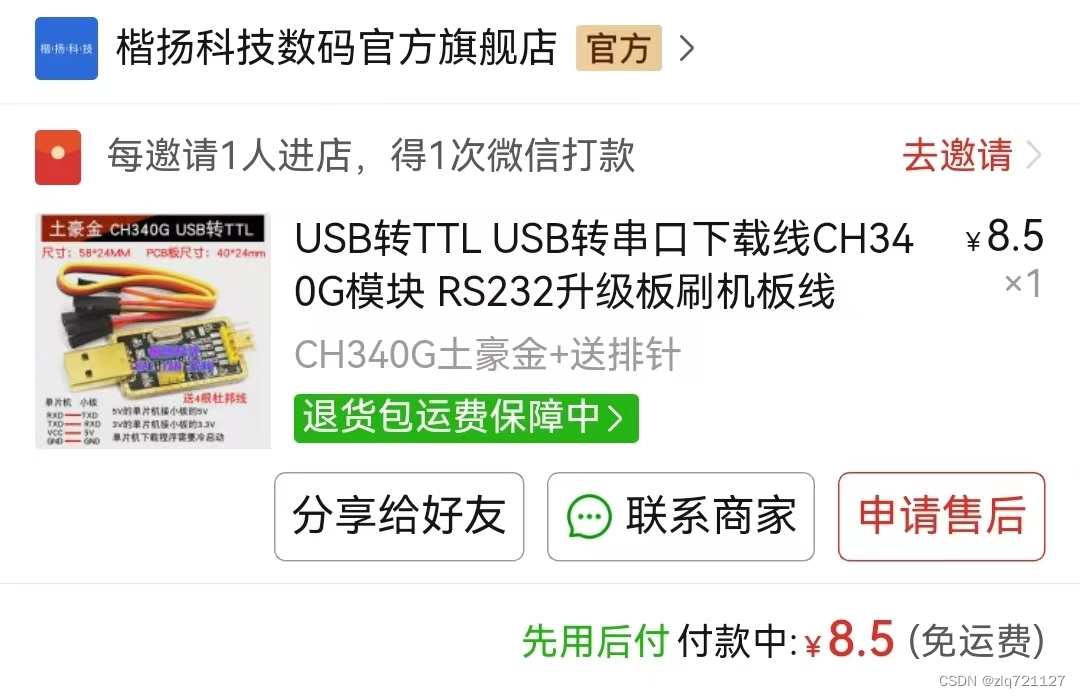 楷·扬·科·技
楷扬科技数码官方旗舰店 官方
每邀请1人进店，得1次微信打款 去邀请
土豪金 CH340G USB转TTL
尺寸：58*24MM PCB板尺寸：40*24mm
送4根杜邦线
单片机 小板
RXD TXD
TXD RXD
VCC 5V
GND GND
5V的单片机接小板的5V
3V的单片机接小板的3.3V
单片机下载程序需要冷启动
USB转TTL USB转串口下载线CH34
0G模块 RS232升级板刷机板线
¥8.5
×1
CH340G土豪金+送排针
退货包运费保障中
分享给好友 联系商家 申请售后
先用后付 付款中:¥8.5 (免运费)
CSDN @zlq721127